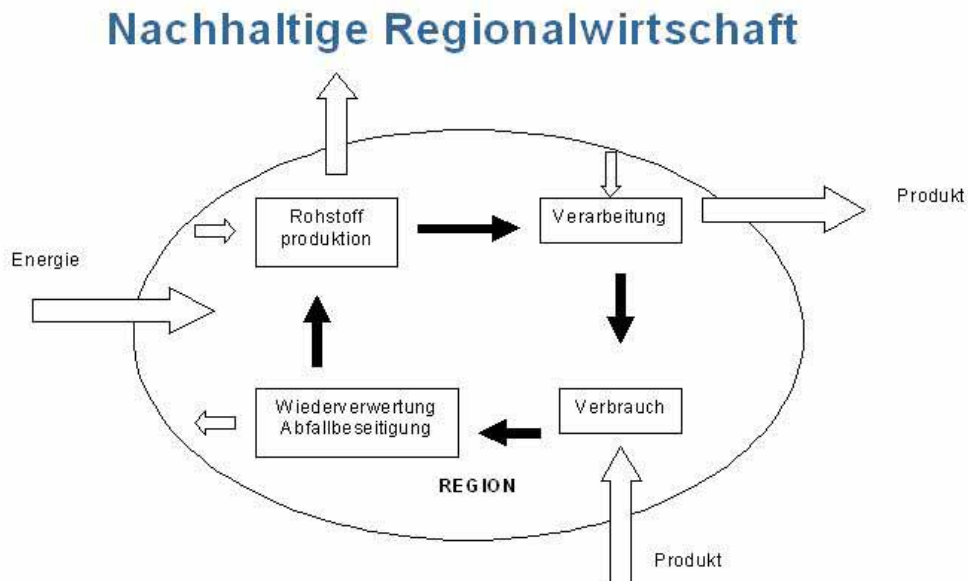 Nachhaltige Regionalwirtschaft
Rohstoff
produktion
Verarbeitung
Produkt
Energie
Wiederverwertung
Abfallbeseitigung
Verbrauch
REGION
Produkt